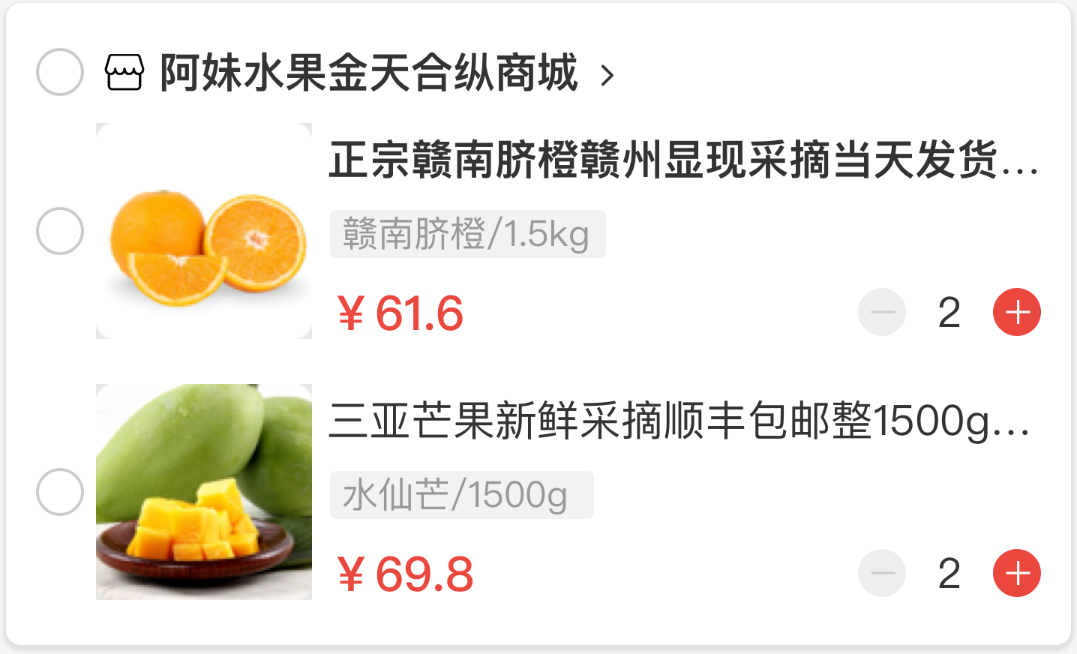 阿妹水果金天合纵商城
正宗赣南脐橙赣州显现采摘当天发货...
赣南脐橙/1.5kg
¥ 61.6
2
三亚芒果新鲜采摘顺丰包邮整1500g...
水仙芒/1500g
¥ 69.8
2